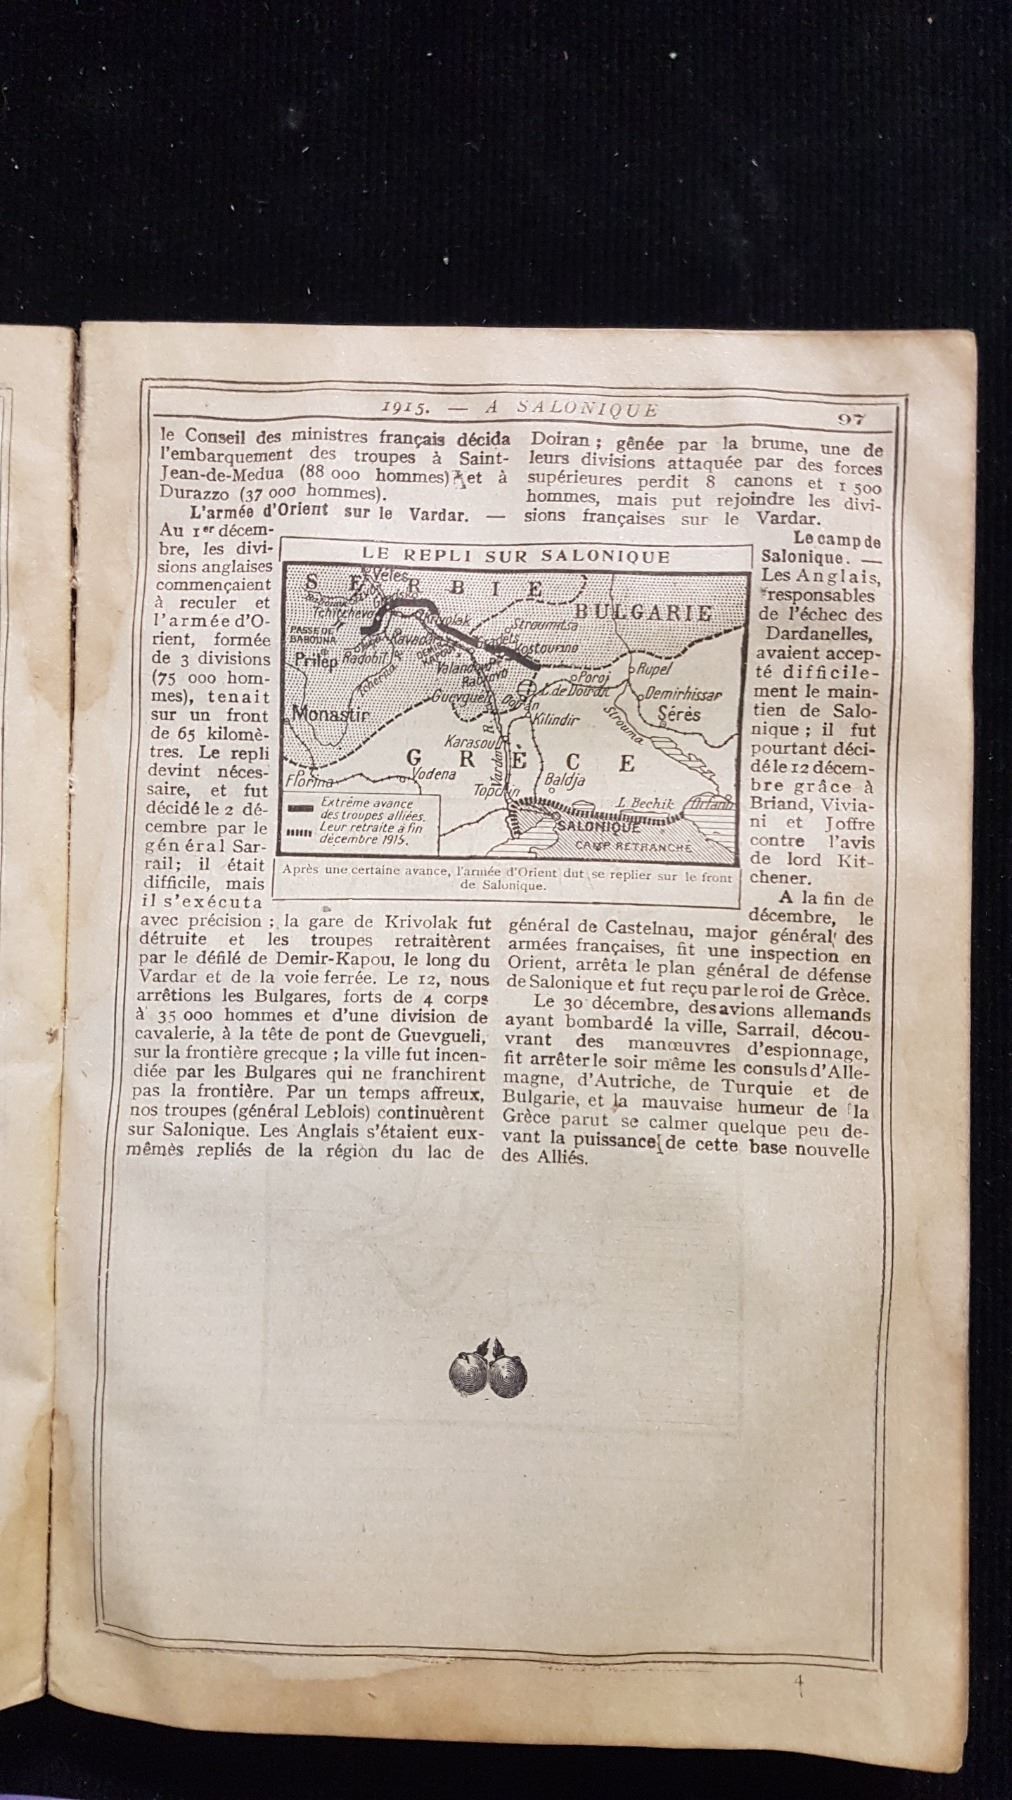 1915. — A SALONIQUE
97
le Conseil des ministres français décida
l'embarquement des troupes à Saint-
Jean-de-Medua (88 000 hommes) et à
Durazzo (37 000 hommes).
L'armée d'Orient sur le Vardar. —
Au 1er décem-
bre, les divi-
sions anglaises
commençaient
à reculer et
l'armée d'O-
rient, formée
de 3 divisions
(75 000 hom-
mes), tenait
sur un front
de 65 kilomè-
tres. Le repli
devint néces-
saire, et fut
décidé le 2 dé-
cembre par le
général Sar-
rail; il était
difficile, mais
il s'exécuta
avec précision ; la gare de Krivolak fut
détruite et les troupes retraitèrent
par le défilé de Demir-Kapou, le long du
Vardar et de la voie ferrée. Le 12, nous
arrêtions les Bulgares, forts de 4 corps
à 35 000 hommes et d'une division de
cavalerie, à la tête de pont de Guevgueli,
sur la frontière grecque ; la ville fut incen-
diée par les Bulgares qui ne franchirent
pas la frontière. Par un temps affreux,
nos troupes (général Leblois) continuèrent
sur Salonique. Les Anglais s'étaient eux-
mêmès repliés de la région du lac de
Doiran ; gênée par la brume, une de
leurs divisions attaquée par des forces
supérieures perdit 8 canons et 1 500
hommes, mais put rejoindre les divi-
sions françaises sur le Vardar.
Le camp de
Salonique. —
Les Anglais,
responsables
de l'échec des
Dardanelles,
avaient accep-
té difficile-
ment le main-
tien de Salo-
nique ; il fut
pourtant déci-
dé le 12 décem-
bre grâce à
Briand, Vivia-
ni et Joffre
contre l'avis
de lord Kit-
chener.
A la fin de
décembre, le
général de Castelnau, major général des
armées françaises, fit une inspection en
Orient, arrêta le plan général de défense
de Salonique et fut reçu par le roi de Grèce.
Le 30 décembre, des avions allemands
ayant bombardé la ville, Sarrail, décou-
vrant des manœuvres d'espionnage,
fit arrêter le soir même les consuls d'Alle-
magne, d'Autriche, de Turquie et de
Bulgarie, et la mauvaise humeur de la
Grèce parut se calmer quelque peu de-
vant la puissance de cette base nouvelle
des Alliés.
LE REPLI SUR SALONIQUE
SERBIE
Veles
BULGARIE
Krivolak
Stroumitsa
PASSE DE
BABOUNA
Kostourino
Prilep
Radobil
Tcherna R.
Rabrovo
Rupel
Poroj
L. de Doiran
Demirhissar
Guevgueli
Doiran
Monastir
Kilindir
Sérès
Strouma
Karasouli
R. Vardar
GRÈCE
Florina
Vodena
Topchin
Baldja
L. Bechik
Orfano
SALONIQUE
CAMP RETRANCHÉ
Extrême avance
des troupes alliées.
Leur retraite à fin
décembre 1915.
Après une certaine avance, l'armée d'Orient dut se replier sur le front
de Salonique.
4